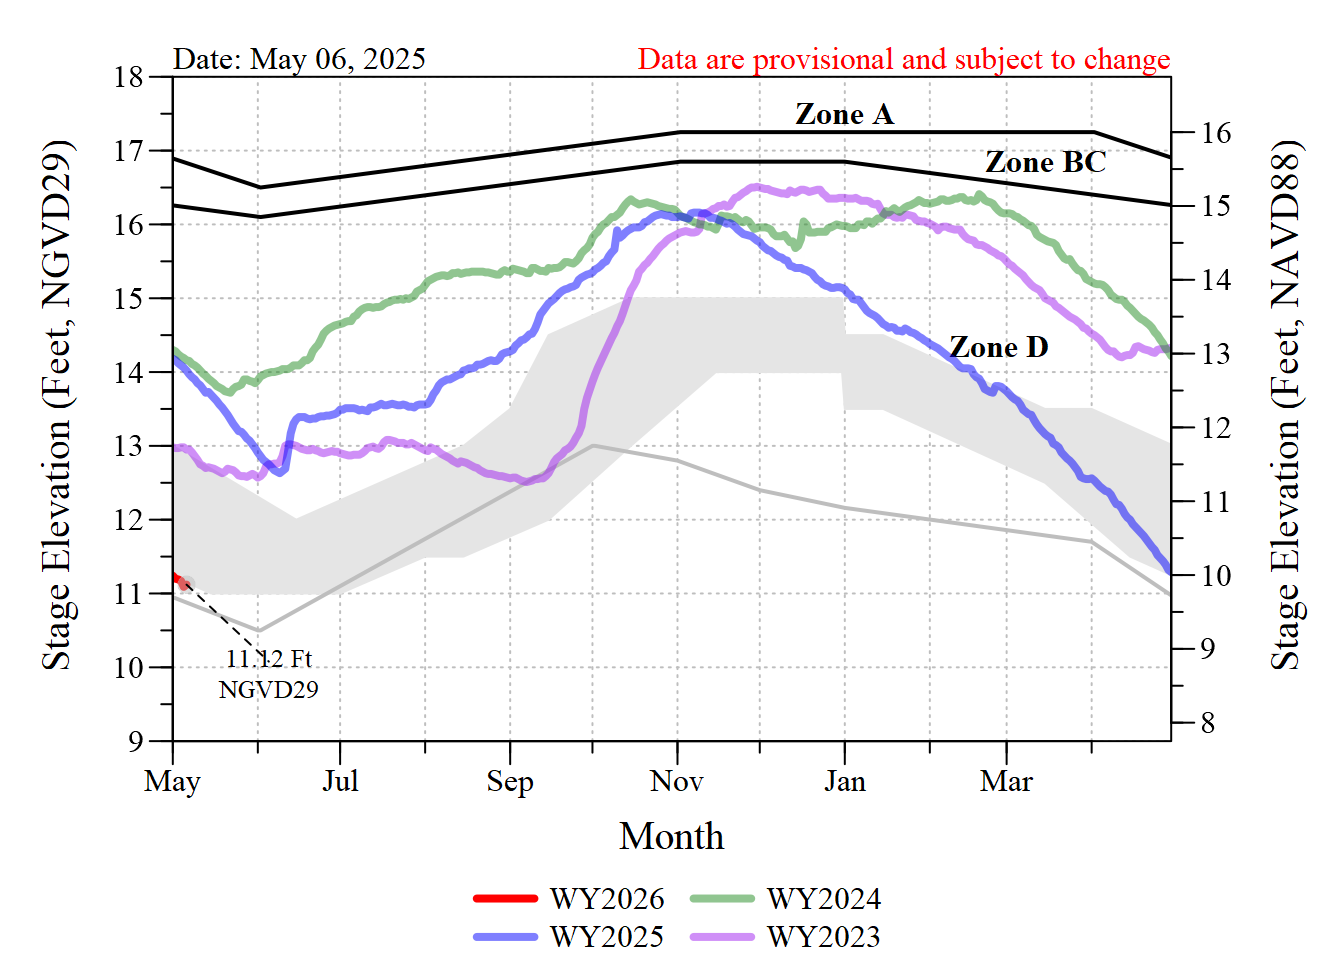 Date: May 06, 2025
Data are provisional and subject to change
Stage Elevation (Feet, NGVD29)
18
17
16
15
14
13
12
11
10
9
Zone A
Zone BC
Zone D
11.12 Ft
NGVD29
16
15
14
13
12
11
10
9
8
Stage Elevation (Feet, NAVD88)
May
Jul
Sep
Nov
Jan
Mar
Month
WY2026
WY2024
WY2025
WY2023